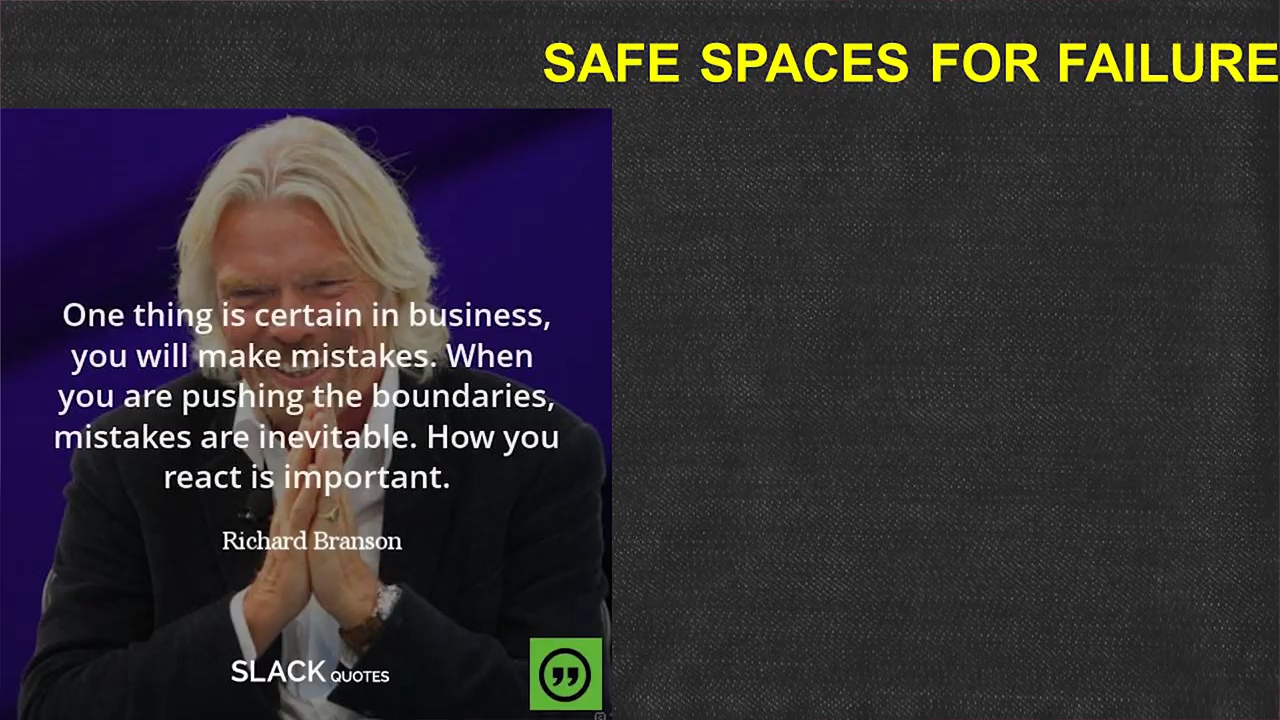 SAFE SPACES FOR FAILURE
One thing is certain in business,
you will make mistakes. When
you are pushing the boundaries,
mistakes are inevitable. How you
react is important.
Richard Branson
SLACK QUOTES